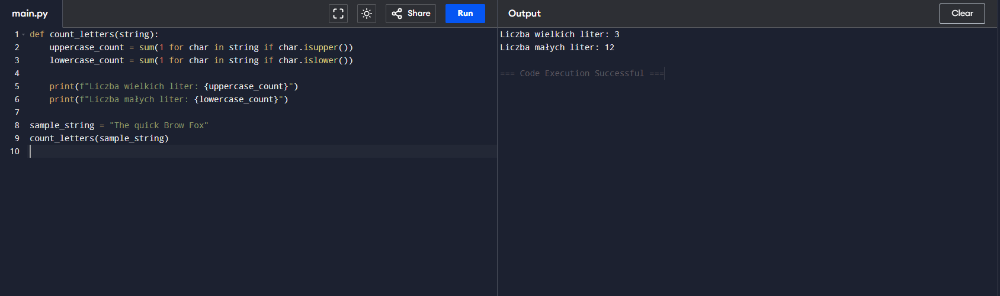 main.py
Share
Run
Output
Clear
1 def count_letters(string):
2     uppercase_count = sum(1 for char in string if char.isupper())
3     lowercase_count = sum(1 for char in string if char.islower())
4
5     print(f"Liczba wielkich liter: {uppercase_count}")
6     print(f"Liczba małych liter: {lowercase_count}")
7
8 sample_string = "The quick Brow Fox"
9 count_letters(sample_string)
10
Liczba wielkich liter: 3
Liczba małych liter: 12
=== Code Execution Successful ===